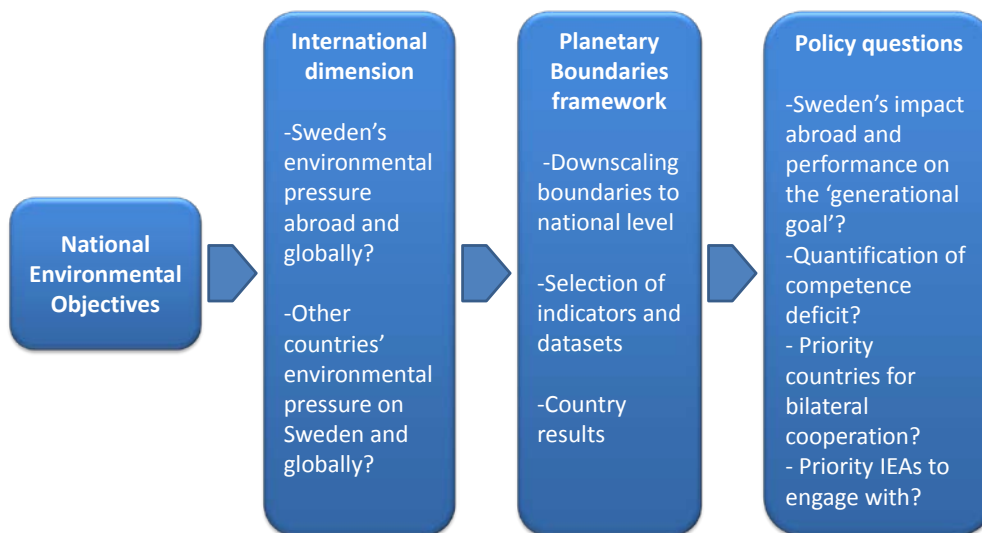 National
Environmental
Objectives
International
dimension
-Sweden's
environmental
pressure
abroad and
globally?
-Other
countries'
environmental
pressure on
Sweden and
globally?
Planetary
Boundaries
framework
-Downscaling
boundaries to
national level
-Selection of
indicators and
datasets
-Country
results
Policy questions
-Sweden's impact
abroad and
performance on
the 'generational
goal'?
-Quantification of
competence
deficit?
- Priority
countries for
bilateral
cooperation?
- Priority IEAs to
engage with?